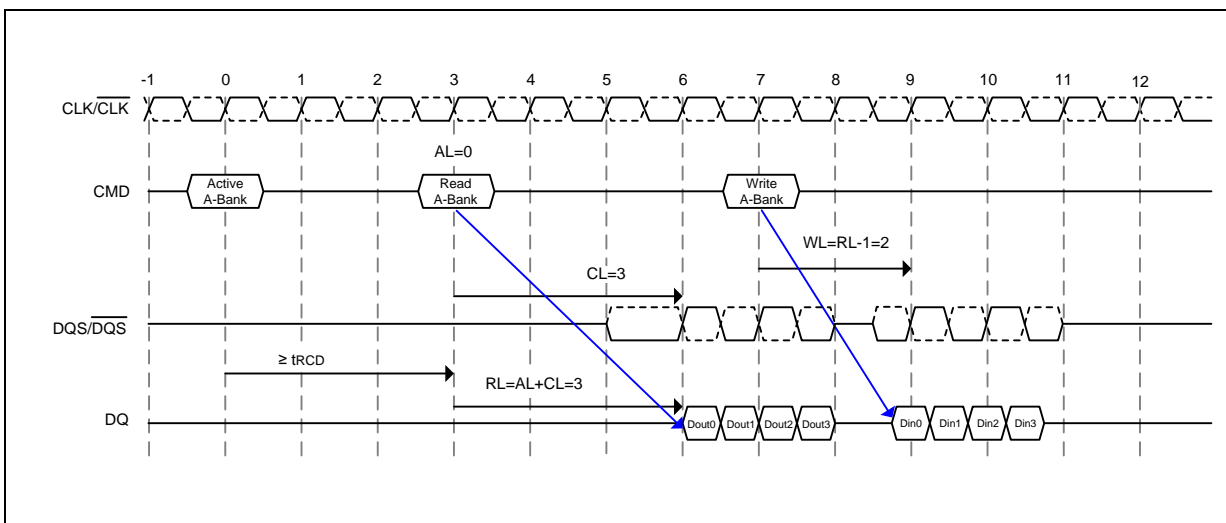 -1 0 1 2 3 4 5 6 7 8 9 10 11 12
CLK/CLK
AL=0
CMD
Active
A-Bank
Read
A-Bank
Write
A-Bank
WL=RL-1=2
CL=3
DQS/DQS
≥ tRCD
RL=AL+CL=3
DQ
Dout0 Dout1 Dout2 Dout3 Din0 Din1 Din2 Din3